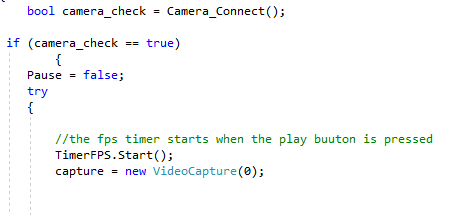 bool camera_check = Camera_Connect();
if (camera_check == true)
{
Pause = false;
try
{
//the fps timer starts when the play buuton is pressed
TimerFPS.Start();
capture = new VideoCapture(0);